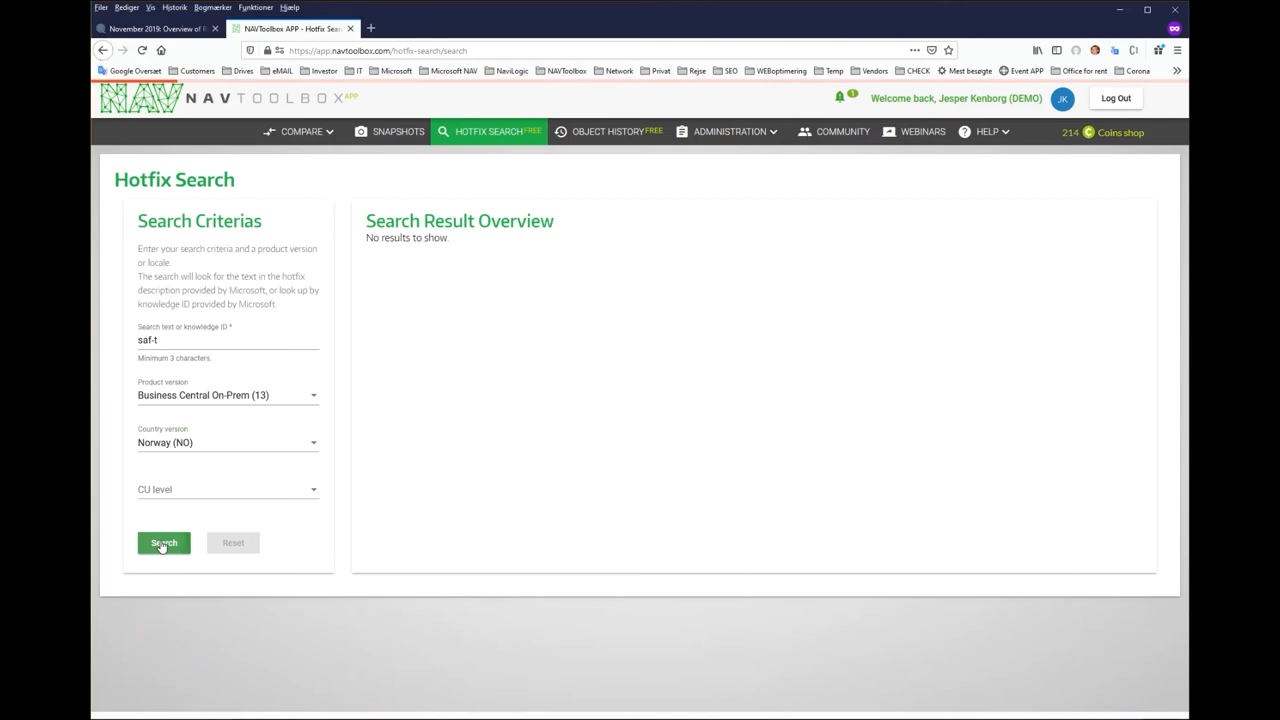 Filer Rediger Vis Historik Bogmærker Funktioner Hjælp
November 2019: Overview of
NAVToolbox APP - Hotfix Sear
https://app.navtoolbox.com/hotfix-search/search
Google Oversæt Customers Drives eMAIL Investor IT Microsoft Microsoft NAV NaviLogic NAVToolbox Network Privat Rejse SEO WEBoptimering Temp Vendors CHECK Mest besøgte Event APP Office for rent Corona
NAV NAVTOOLBOX APP
1 Welcome back, Jesper Kenborg (DEMO) JK Log Out
COMPARE SNAPSHOTS HOTFIX SEARCH FREE OBJECT HISTORY FREE ADMINISTRATION COMMUNITY WEBINARS HELP 214 Coins shop
Hotfix Search
Search Criterias
Enter your search criteria and a product version
or locale.
The search will look for the text in the hotfix
description provided by Microsoft, or look up by
knowledge ID provided by Microsoft.
Search text or knowledge ID *
saf-t
Minimum 3 characters.
Product version
Business Central On-Prem (13)
Country version
Norway (NO)
CU level
Search Reset
Search Result Overview
No results to show.